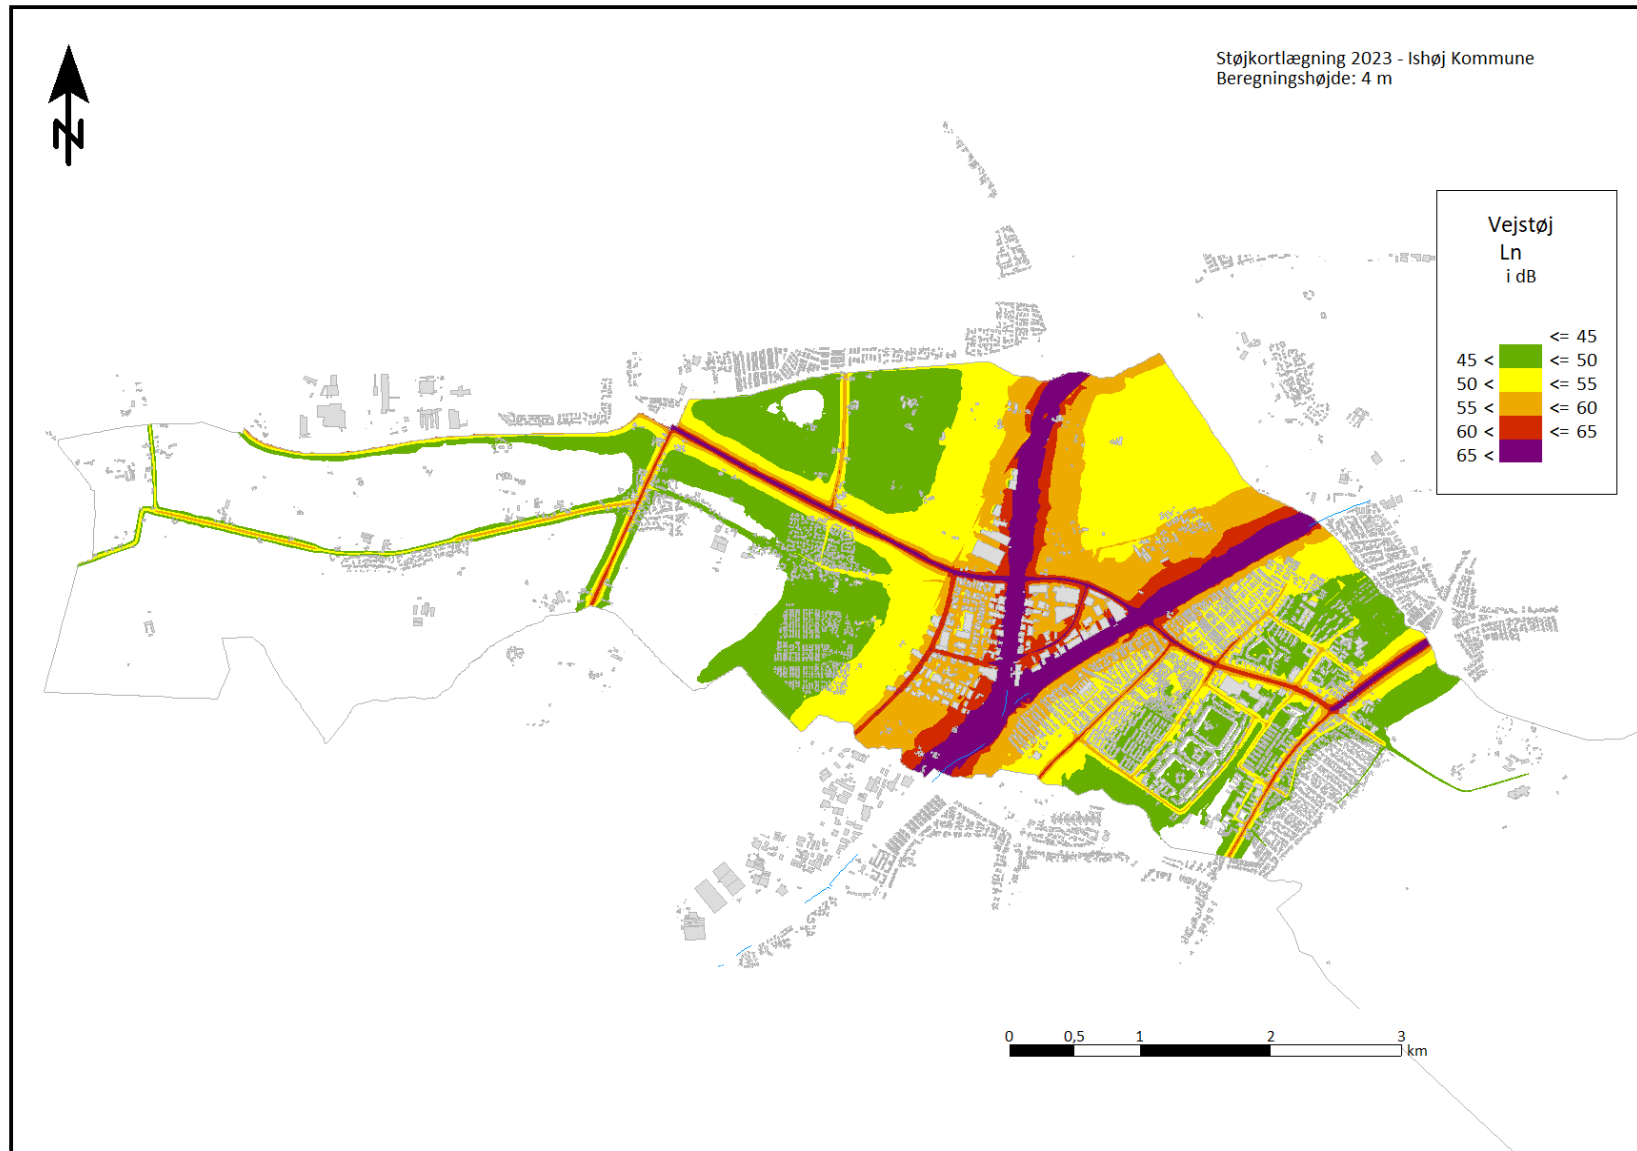 N
Støjkortlægning 2023 - Ishøj Kommune
Beregningshøjde: 4 m
Vejstøj
Ln
i dB
<= 45
45 < <= 50
50 < <= 55
55 < <= 60
60 < <= 65
65 <
0 0,5 1 2 3
km